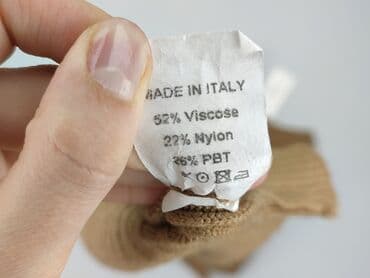 MADE IN ITALY
52% Viscose
22% Nylon
26% PBT